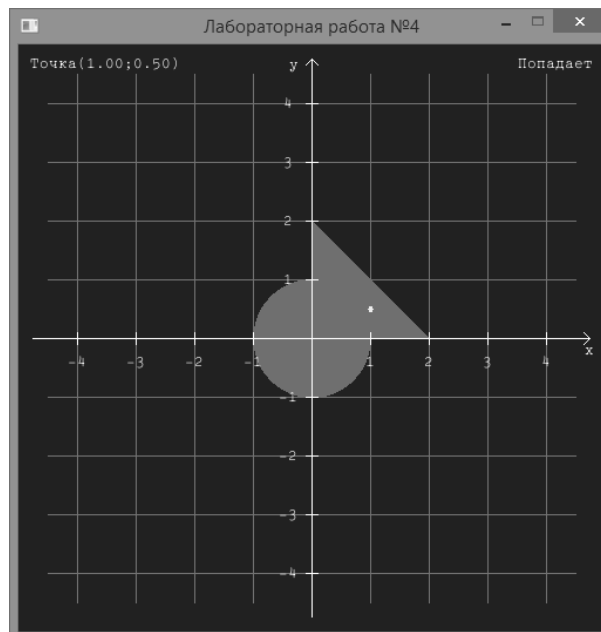 Лабораторная работа №4
Точка(1.00;0.50)
y
Попадает
4
3
2
1
-4 -3 -2 -1 1 2 3 4
x
-1
-2
-3
-4